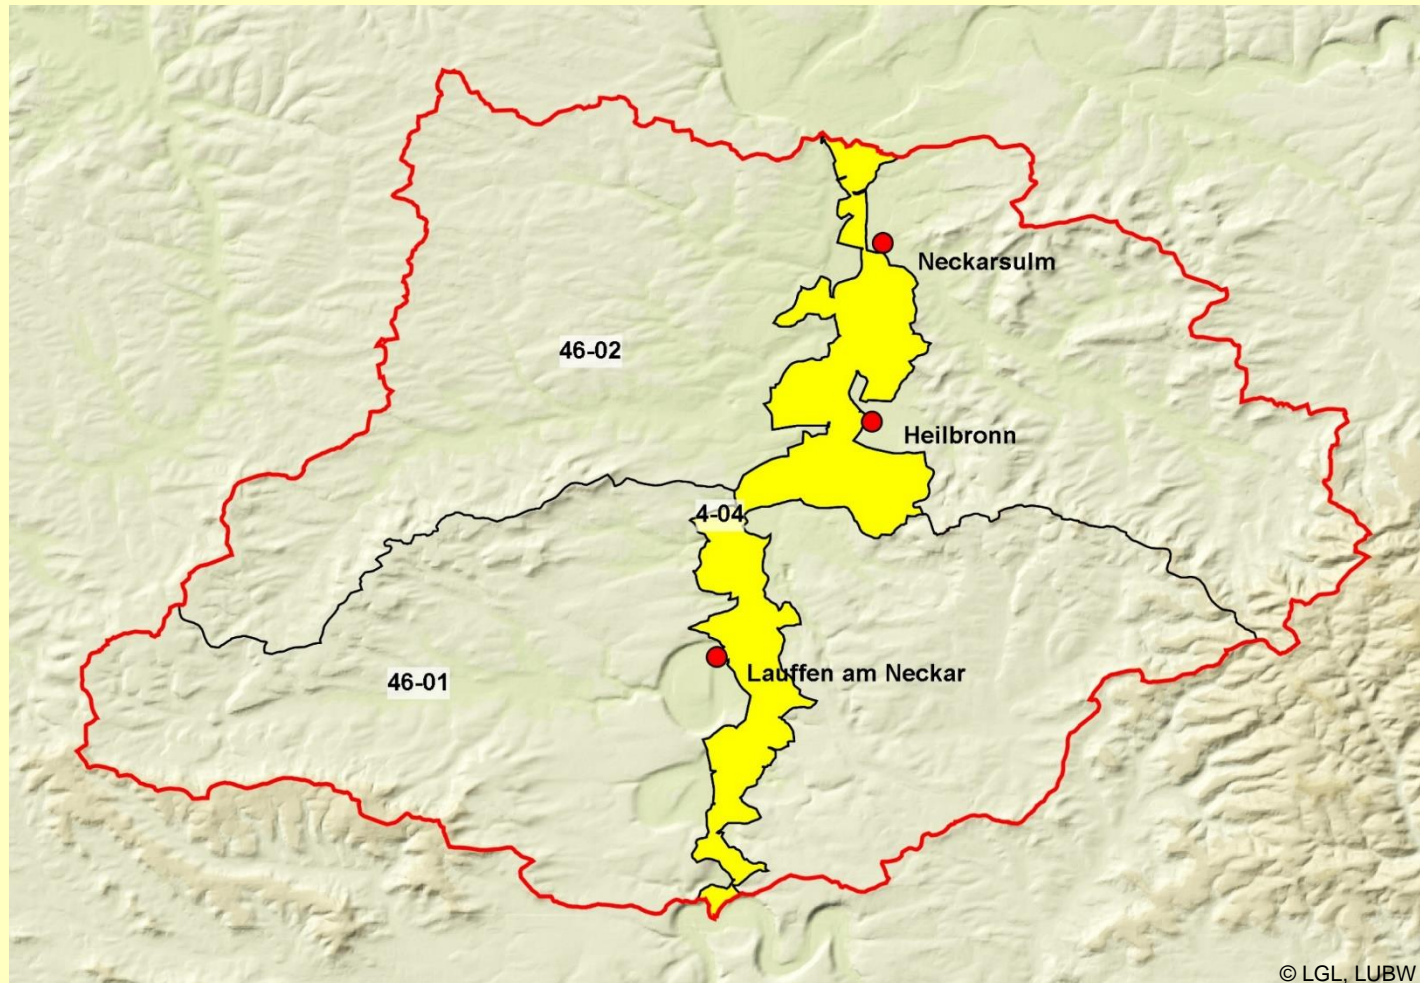 Neckarsulm
46-02
Heilbronn
4-04
Lauffen am Neckar
46-01
© LGL, LUBW